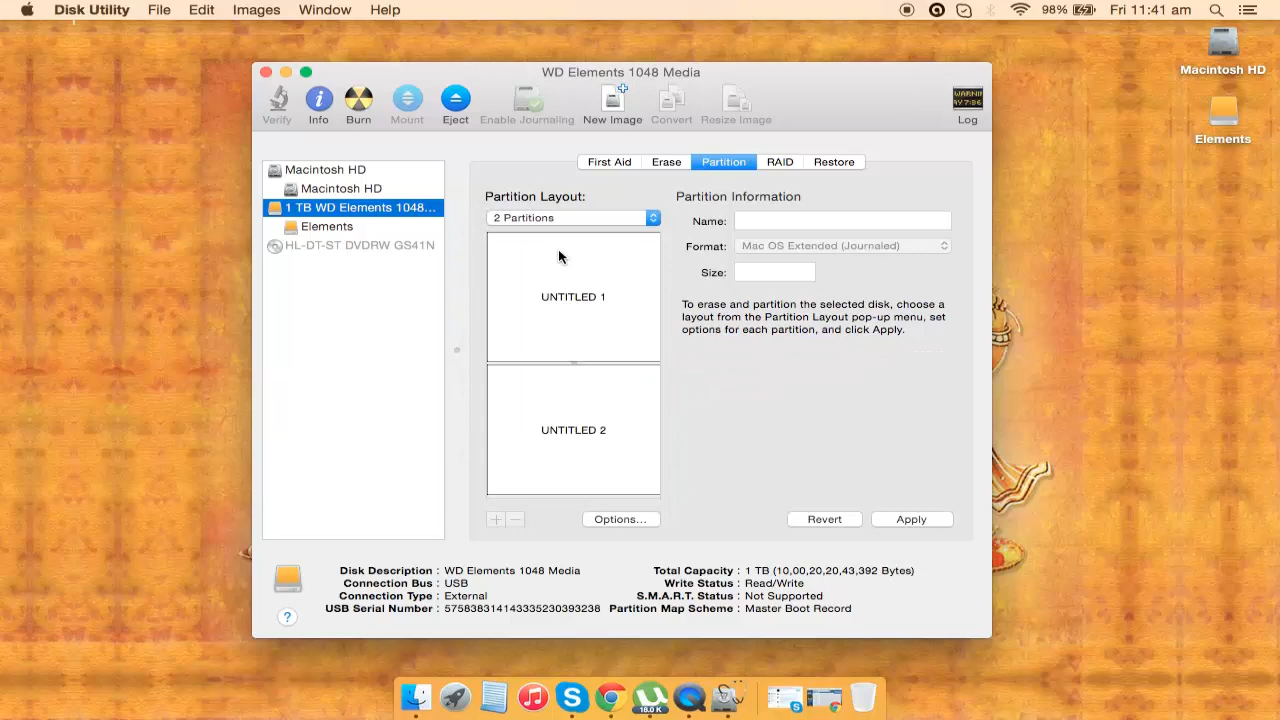 Disk Utility File Edit Images Window Help 98% Fri 11:41 am
Macintosh HD
Elements
WD Elements 1048 Media
Verify Info Burn Mount Eject Enable Journaling New Image Convert Resize Image Log
WARNIN
AY 7:86
Macintosh HD
Macintosh HD
1 TB WD Elements 1048...
Elements
HL-DT-ST DVDRW GS41N
First Aid Erase Partition RAID Restore
Partition Layout:
2 Partitions
UNTITLED 1
UNTITLED 2
Options...
Partition Information
Name:
Format: Mac OS Extended (Journaled)
Size:
To erase and partition the selected disk, choose a
layout from the Partition Layout pop-up menu, set
options for each partition, and click Apply.
Revert Apply
Disk Description : WD Elements 1048 Media
Connection Bus : USB
Connection Type : External
USB Serial Number : 575838314143335230393238
Total Capacity : 1 TB (10,00,20,20,43,392 Bytes)
Write Status : Read/Write
S.M.A.R.T. Status : Not Supported
Partition Map Scheme : Master Boot Record
?
18.0 K